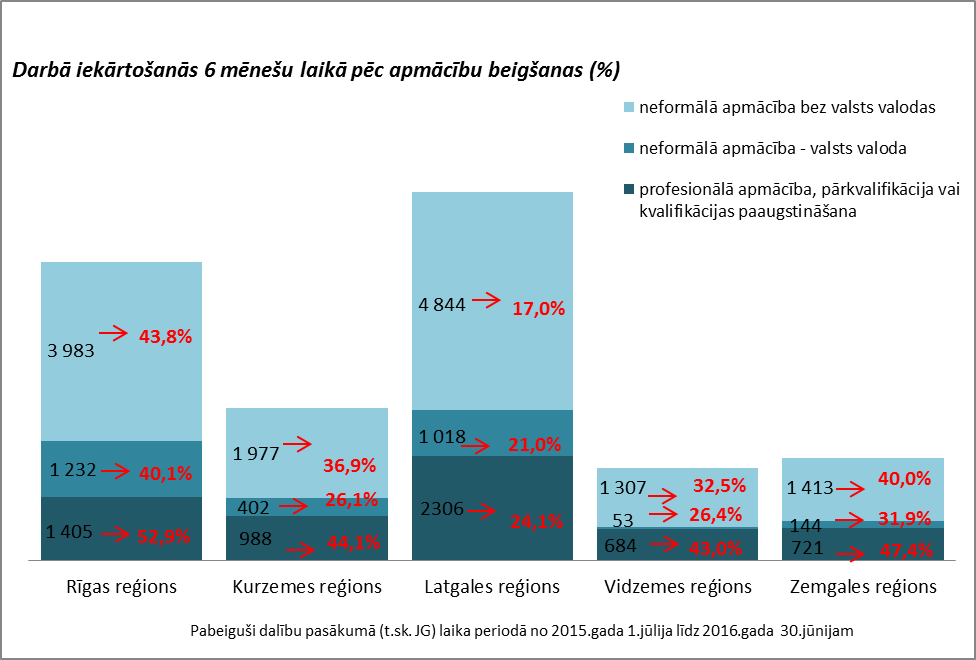 Darbā iekārtošanās 6 mēnešu laikā pēc apmācību beigšanas (%)
neformālā apmācība bez valsts valodas
neformālā apmācība - valsts valoda
profesionālā apmācība, pārkvalifikācija vai
kvalifikācijas paaugstināšana
3 983 43,8%
1 232 40,1%
1 405 52,9%
1 977 36,9%
402 26,1%
988 44,1%
4 844 17,0%
1 018 21,0%
2306 24,1%
1 307 32,5%
53 26,4%
684 43,0%
1 413 40,0%
144 31,9%
721 47,4%
Rīgas reģions Kurzemes reģions Latgales reģions Vidzemes reģions Zemgales reģions
Pabeiguši dalību pasākumā (t.sk. JG) laika periodā no 2015.gada 1.jūlija līdz 2016.gada 30.jūnijam